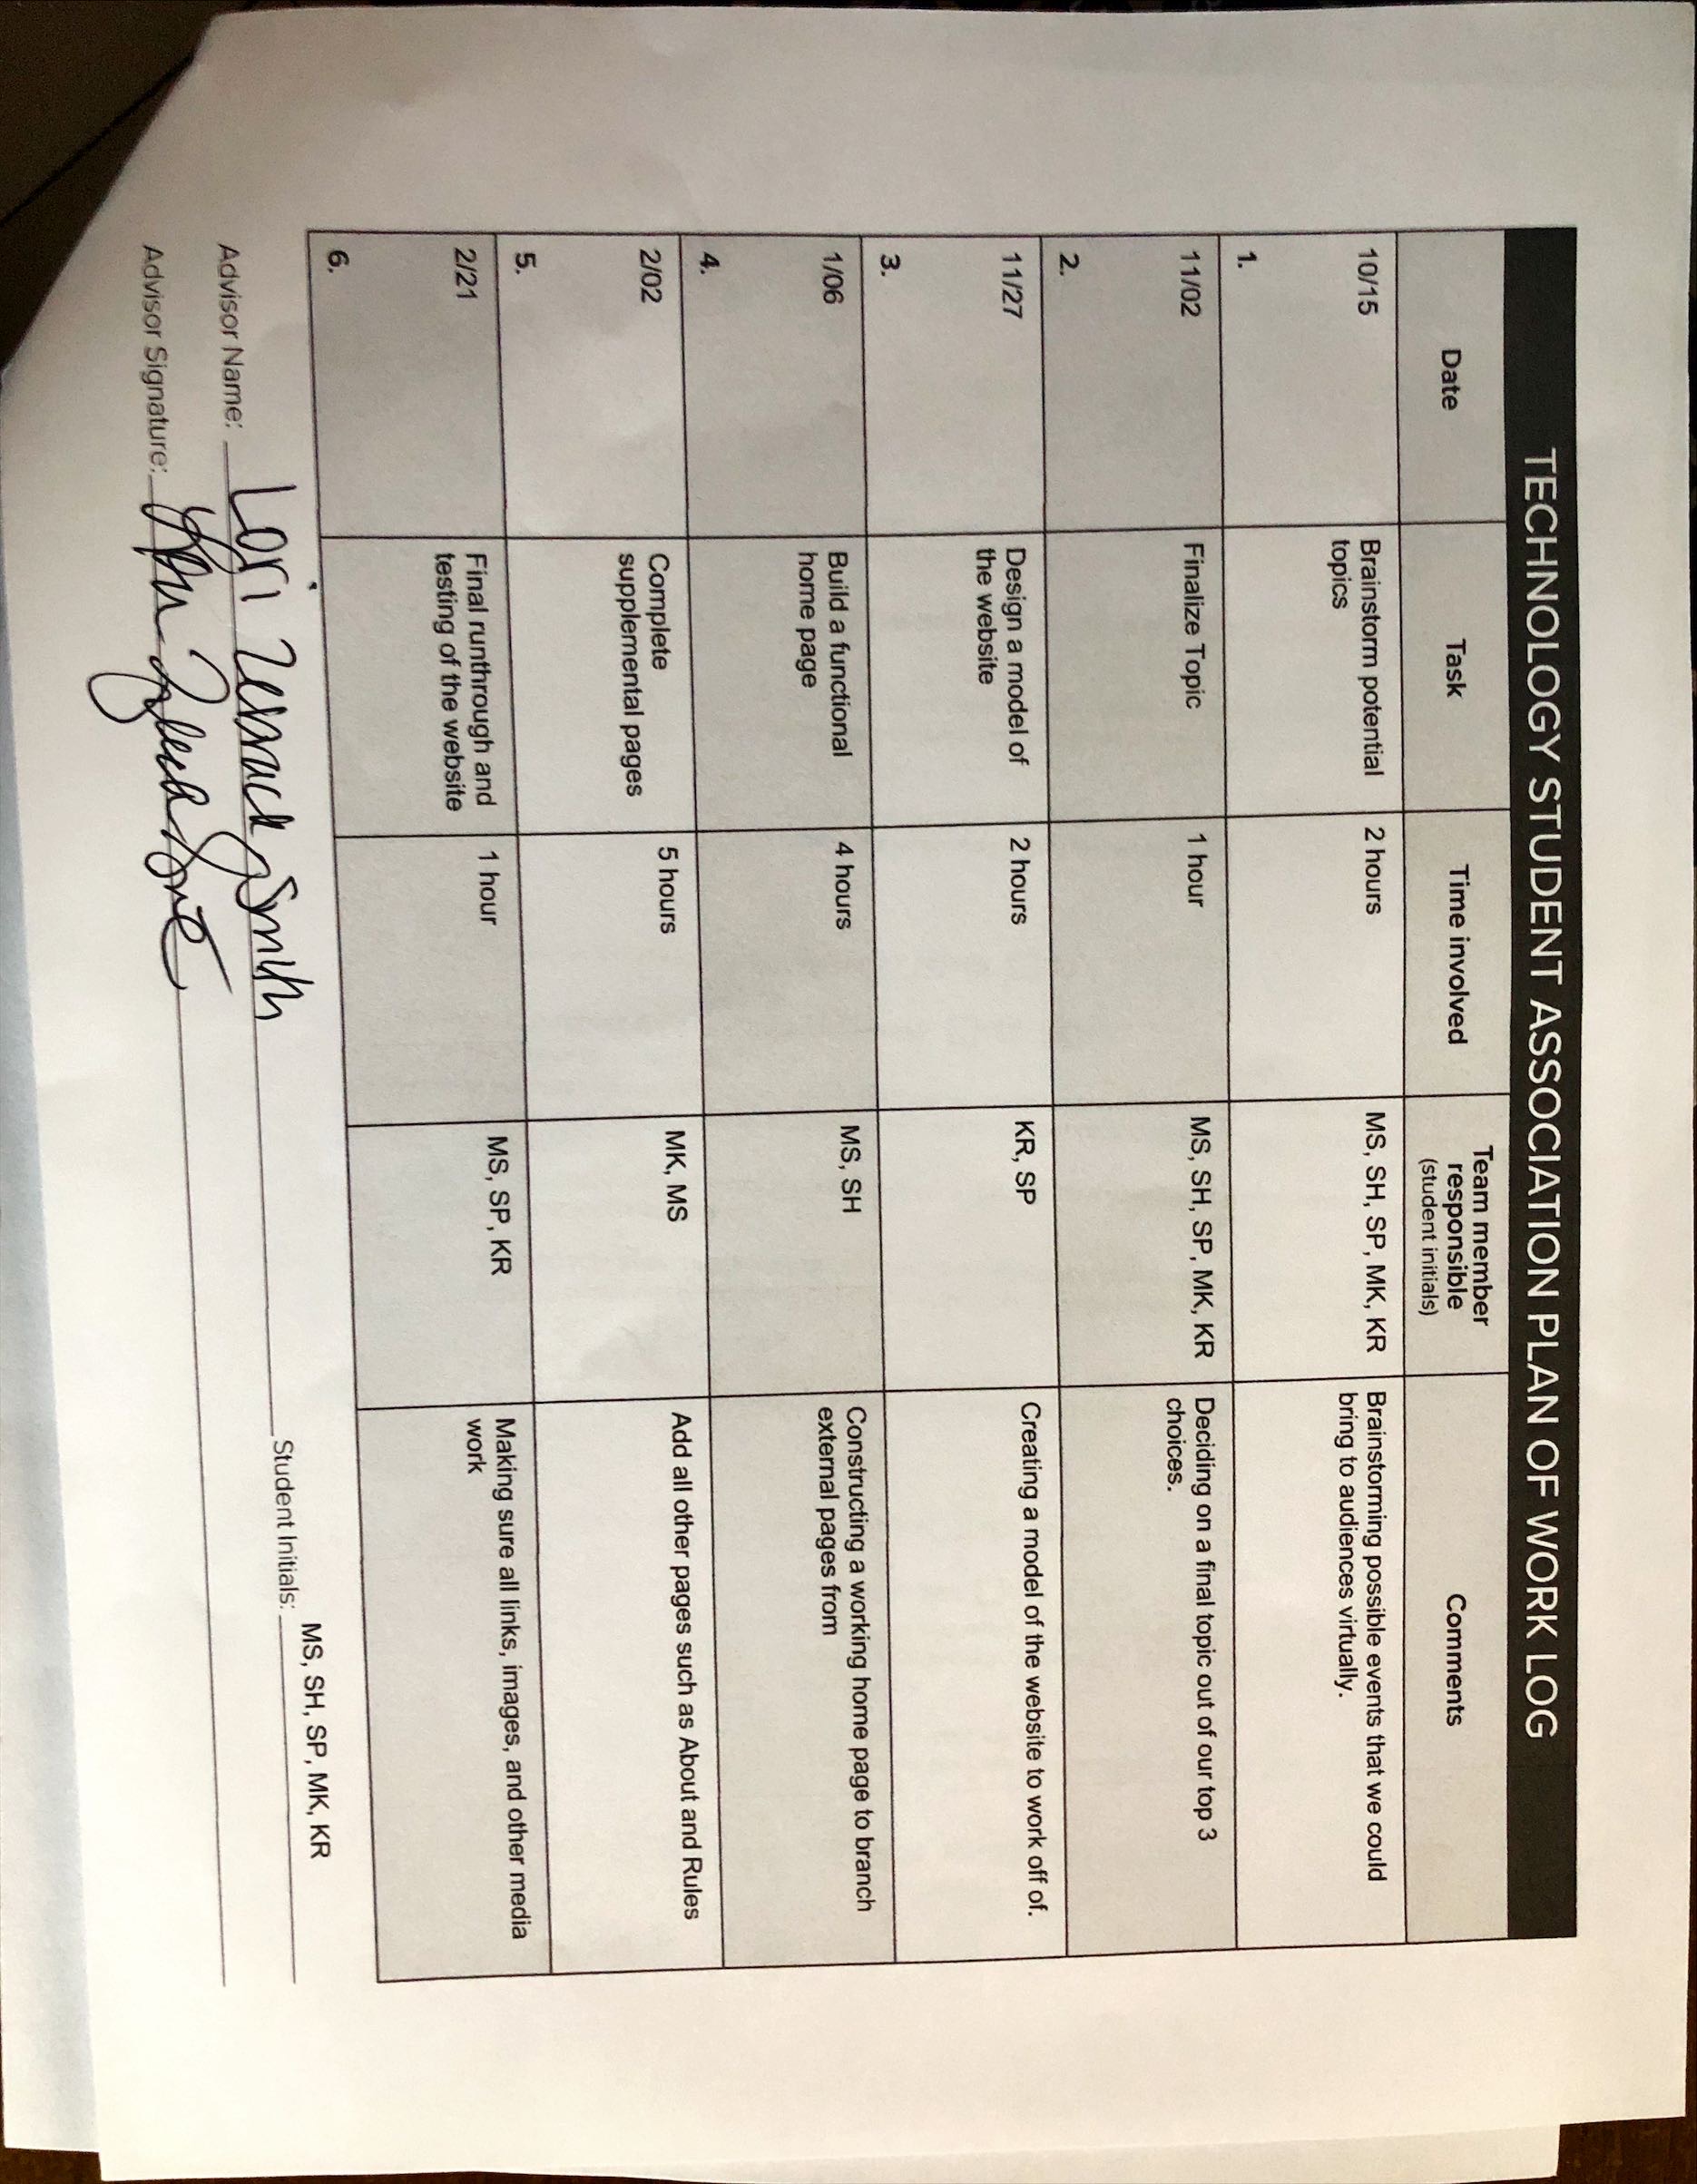 TECHNOLOGY STUDENT ASSOCIATION PLAN OF WORK LOG
Date
Task
Time involved
Team member
responsible
(student initials)
Comments
10/15
1.
Brainstorm potential
topics
2 hours
MS, SH, SP, MK, KR
Brainstorming possible events that we could
bring to audiences virtually.
11/02
2.
Finalize Topic
1 hour
MS, SH, SP, MK, KR
Deciding on a final topic out of our top 3
choices.
11/27
3.
Design a model of
the website
2 hours
KR, SP
Creating a model of the website to work off of.
1/06
4.
Build a functional
home page
4 hours
MS, SH
Constructing a working home page to branch
external pages from
2/02
5.
Complete
supplemental pages
5 hours
MK, MS
Add all other pages such as About and Rules
2/21
6.
Final runthrough and
testing of the website
1 hour
MS, SP, KR
Making sure all links, images, and other media
work
Advisor Name: Lori Smith
Student Initials: MS, SH, SP, MK, KR
Advisor Signature: